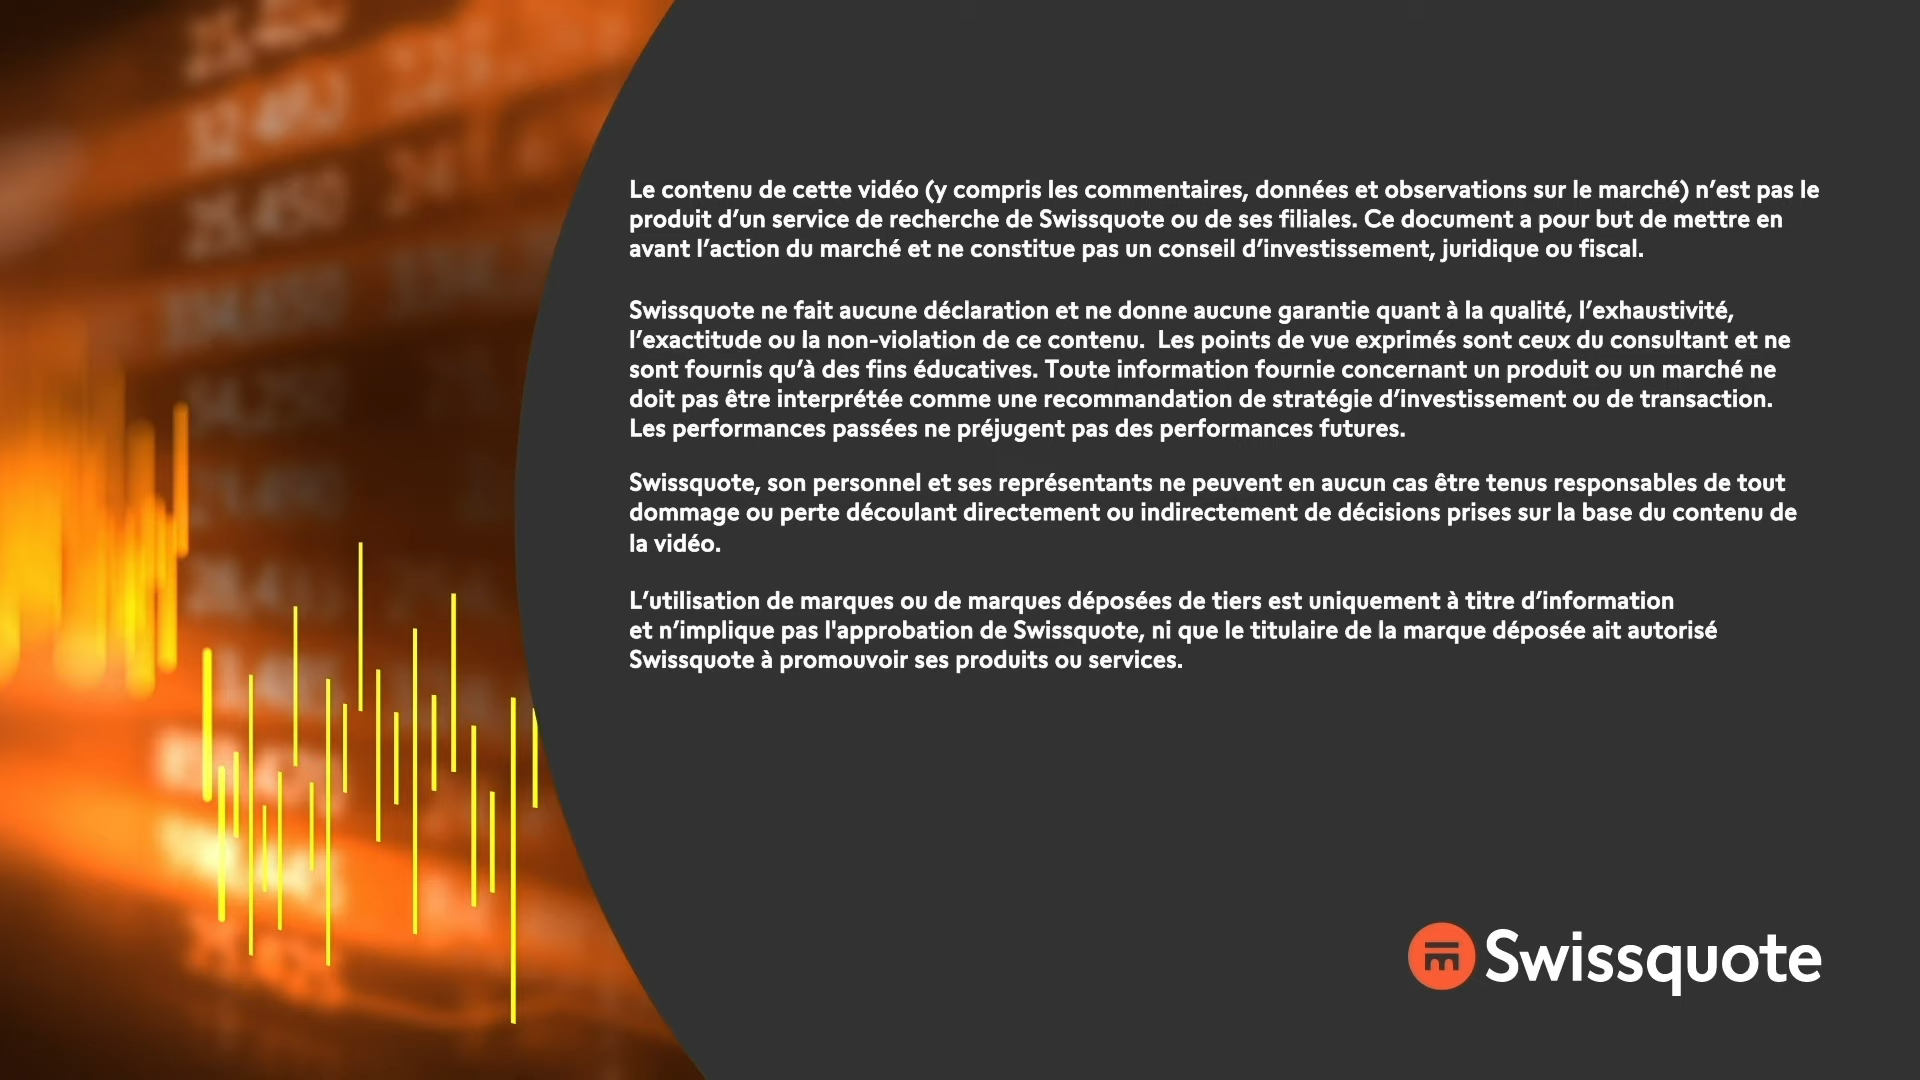 Le contenu de cette vidéo (y compris les commentaires, données et observations sur le marché) n’est pas le
produit d’un service de recherche de Swissquote ou de ses filiales. Ce document a pour but de mettre en
avant l’action du marché et ne constitue pas un conseil d’investissement, juridique ou fiscal.
Swissquote ne fait aucune déclaration et ne donne aucune garantie quant à la qualité, l’exhaustivité,
l’exactitude ou la non-violation de ce contenu.  Les points de vue exprimés sont ceux du consultant et ne
sont fournis qu’à des fins éducatives. Toute information fournie concernant un produit ou un marché ne
doit pas être interprétée comme une recommandation de stratégie d’investissement ou de transaction.
Les performances passées ne préjugent pas des performances futures.
Swissquote, son personnel et ses représentants ne peuvent en aucun cas être tenus responsables de tout
dommage ou perte découlant directement ou indirectement de décisions prises sur la base du contenu de
la vidéo.
L’utilisation de marques ou de marques déposées de tiers est uniquement à titre d’information
et n’implique pas l'approbation de Swissquote, ni que le titulaire de la marque déposée ait autorisé
Swissquote à promouvoir ses produits ou services.
Swissquote